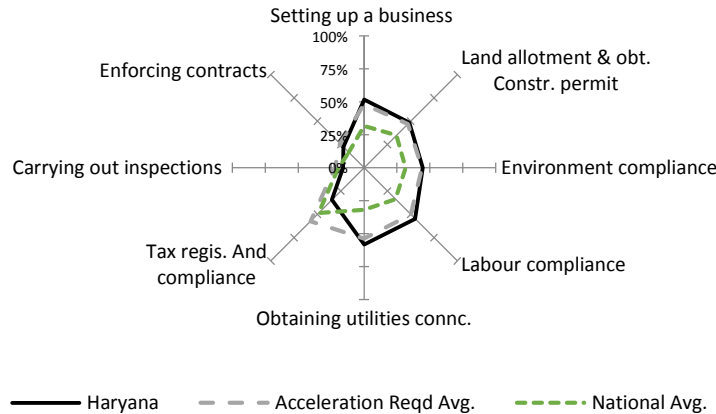 Setting up a business
100%
75%
50%
25%
0%
Land allotment & obt.
Constr. permit
Environment compliance
Labour compliance
Obtaining utilities connc.
Tax regis. And
compliance
Carrying out inspections
Enforcing contracts
Haryana
Acceleration Reqd Avg.
National Avg.